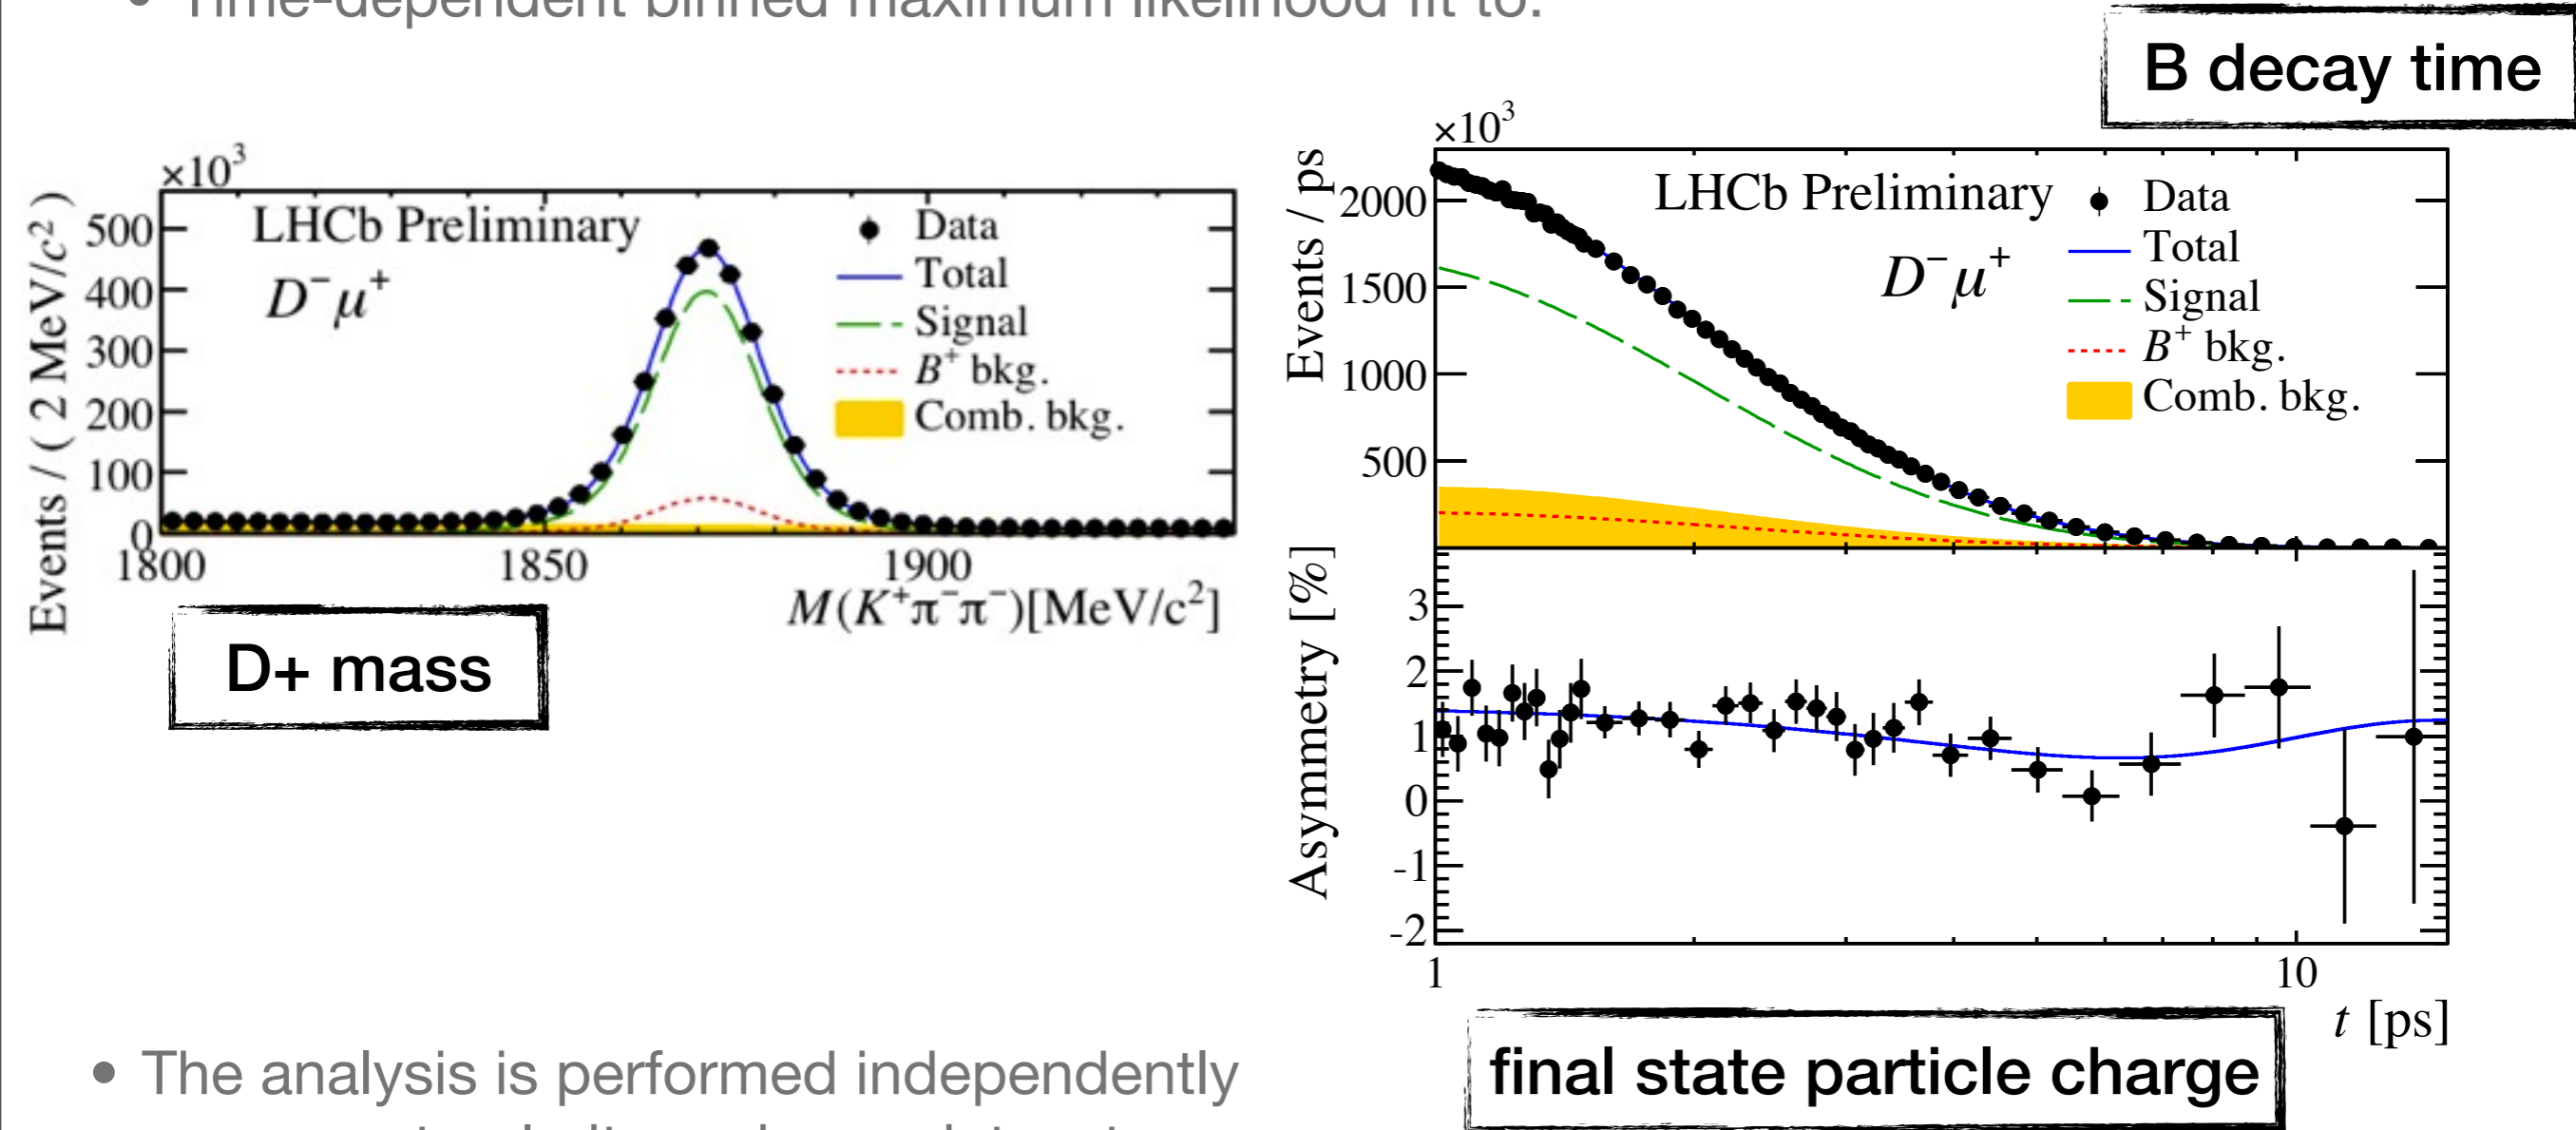 • Time-dependent binned maximum likelihood fit to:
B decay time
×10³
Events / ( 2 MeV/c² )
500
400
300
200
100
0
LHCb Preliminary
D⁻μ⁺
Data
Total
Signal
B⁺ bkg.
Comb. bkg.
1800
1850
1900
M(K⁺π⁻π⁻)[MeV/c²]
D+ mass
×10³
Events / ps
2000
1500
1000
500
LHCb Preliminary
D⁻μ⁺
Data
Total
Signal
B⁺ bkg.
Comb. bkg.
Asymmetry [%]
3
2
1
0
-1
-2
1
10
t [ps]
final state particle charge
• The analysis is performed independently